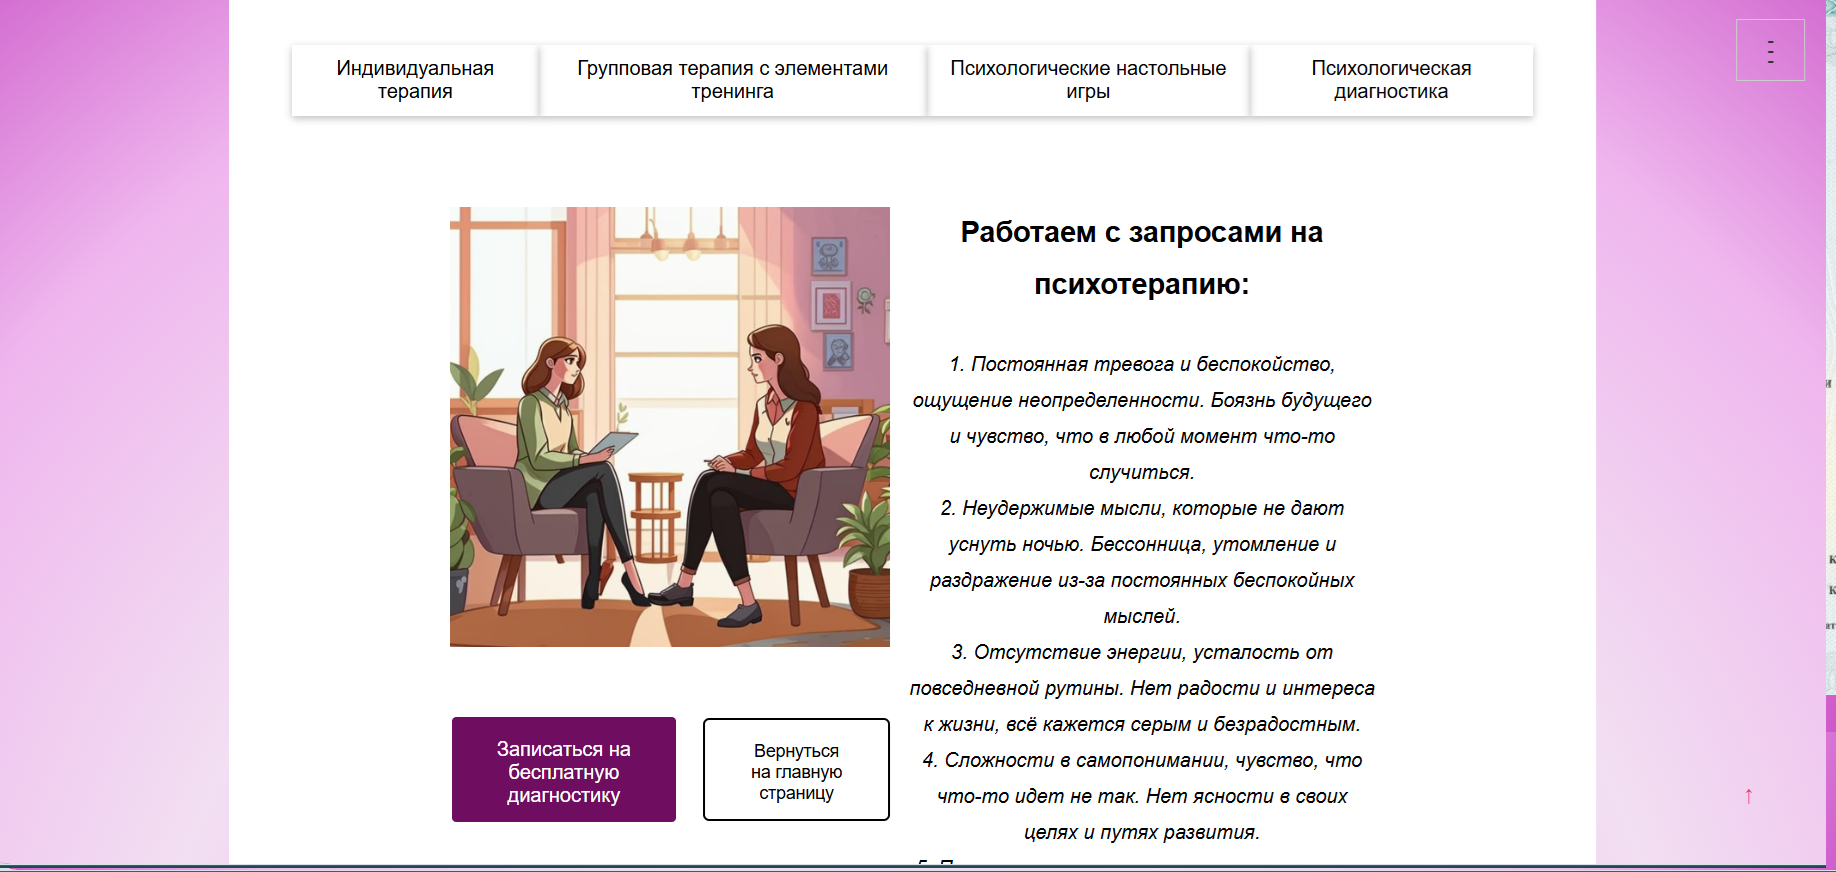 Индивидуальная
терапия
Групповая терапия с элементами
тренинга
Психологические настольные
игры
Психологическая
диагностика
Работаем с запросами на
психотерапию:
1. Постоянная тревога и беспокойство,
ощущение неопределенности. Боязнь будущего
и чувство, что в любой момент что-то
случиться.
2. Неудержимые мысли, которые не дают
уснуть ночью. Бессонница, утомление и
раздражение из-за постоянных беспокойных
мыслей.
3. Отсутствие энергии, усталость от
повседневной рутины. Нет радости и интереса
к жизни, всё кажется серым и безрадостным.
4. Сложности в самопонимании, чувство, что
что-то идет не так. Нет ясности в своих
целях и путях развития.
Записаться на
бесплатную
диагностику
Вернуться
на главную
страницу
↑